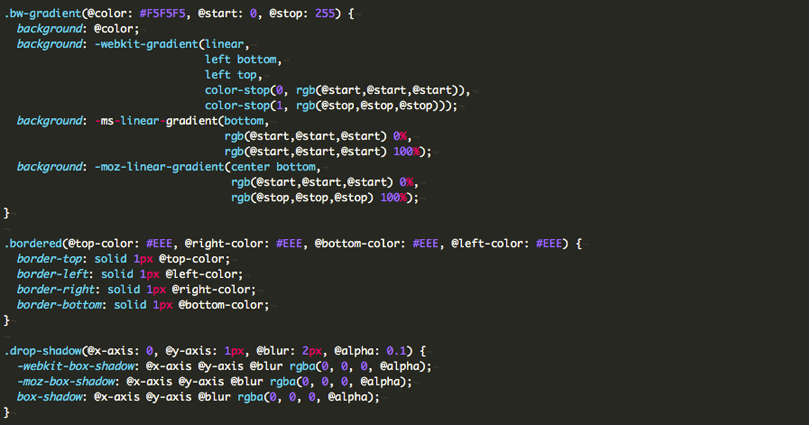 .bw-gradient(@color: #F5F5F5, @start: 0, @stop: 255) {
  background: @color;
  background: -webkit-gradient(linear,
                               left bottom,
                               left top,
                               color-stop(0, rgb(@start,@start,@start)),
                               color-stop(1, rgb(@stop,@stop,@stop)));
  background: -ms-linear-gradient(bottom,
                                  rgb(@start,@start,@start) 0%,
                                  rgb(@start,@start,@start) 100%);
  background: -moz-linear-gradient(center bottom,
                                   rgb(@start,@start,@start) 0%,
                                   rgb(@stop,@stop,@stop) 100%);
}

.bordered(@top-color: #EEE, @right-color: #EEE, @bottom-color: #EEE, @left-color: #EEE) {
  border-top: solid 1px @top-color;
  border-left: solid 1px @left-color;
  border-right: solid 1px @right-color;
  border-bottom: solid 1px @bottom-color;
}

.drop-shadow(@x-axis: 0, @y-axis: 1px, @blur: 2px, @alpha: 0.1) {
  -webkit-box-shadow: @x-axis @y-axis @blur rgba(0, 0, 0, @alpha);
  -moz-box-shadow: @x-axis @y-axis @blur rgba(0, 0, 0, @alpha);
  box-shadow: @x-axis @y-axis @blur rgba(0, 0, 0, @alpha);
}